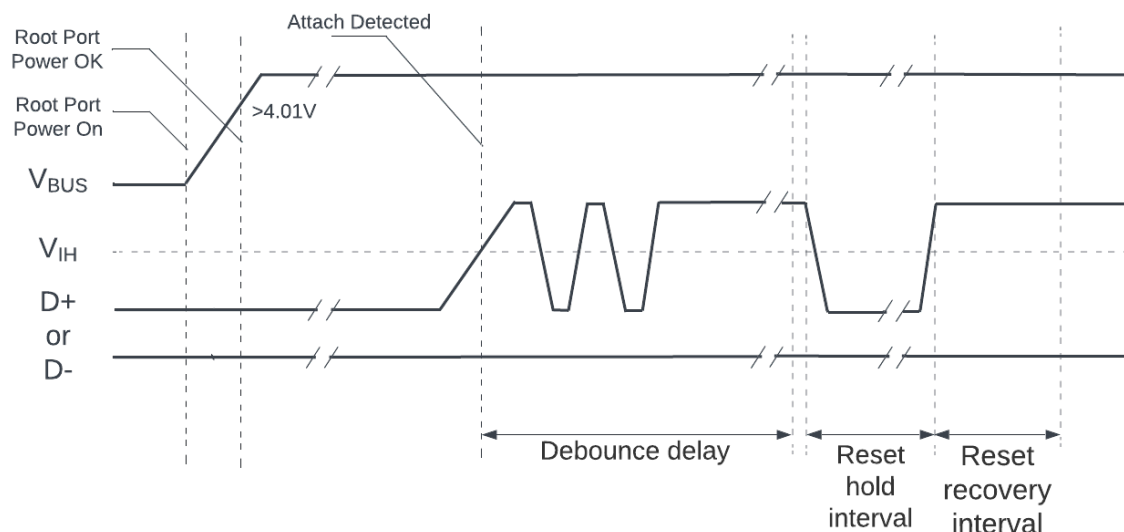 Attach Detected
Root Port
Power OK
>4.01V
Root Port
Power On
VBUS
VIH
D+
or
D-
Debounce delay
Reset
hold
interval
Reset
recovery
interval